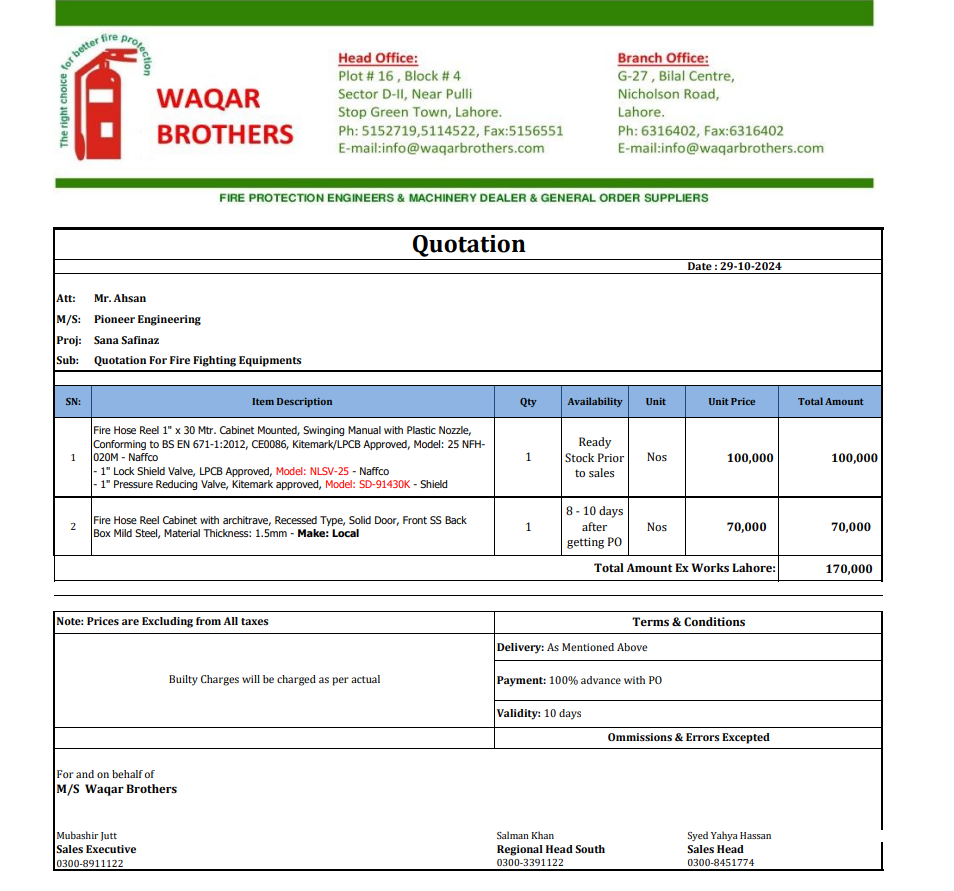 The right choice for better fire protection
WAQAR
BROTHERS
Head Office:
Plot # 16 , Block # 4
Sector D-II, Near Pulli
Stop Green Town, Lahore.
Ph: 5152719,5114522, Fax:5156551
E-mail:info@waqarbrothers.com
Branch Office:
G-27 , Bilal Centre,
Nicholson Road,
Lahore.
Ph: 6316402, Fax:6316402
E-mail:info@waqarbrothers.com
FIRE PROTECTION ENGINEERS & MACHINERY DEALER & GENERAL ORDER SUPPLIERS
Quotation
Date : 29-10-2024
Att: Mr. Ahsan
M/S: Pioneer Engineering
Proj: Sana Safinaz
Sub: Quotation For Fire Fighting Equipments
SN: Item Description Qty Availability Unit Unit Price Total Amount
1
Fire Hose Reel 1" x 30 Mtr. Cabinet Mounted, Swinging Manual with Plastic Nozzle,
Conforming to BS EN 671-1:2012, CE0086, Kitemark/LPCB Approved, Model: 25 NFH-
020M - Naffco
- 1" Lock Shield Valve, LPCB Approved, Model: NLSV-25 - Naffco
- 1" Pressure Reducing Valve, Kitemark approved, Model: SD-91430K - Shield
1
Ready
Stock Prior
to sales
Nos
100,000
100,000
2
Fire Hose Reel Cabinet with architrave, Recessed Type, Solid Door, Front SS Back
Box Mild Steel, Material Thickness: 1.5mm - Make: Local
1
8 - 10 days
after
getting PO
Nos
70,000
70,000
Total Amount Ex Works Lahore: 170,000
Note: Prices are Excluding from All taxes
Builty Charges will be charged as per actual
Terms & Conditions
Delivery: As Mentioned Above
Payment: 100% advance with PO
Validity: 10 days
Ommissions & Errors Excepted
For and on behalf of
M/S Waqar Brothers
Mubashir Jutt
Sales Executive
0300-8911122
Salman Khan
Regional Head South
0300-3391122
Syed Yahya Hassan
Sales Head
0300-8451774